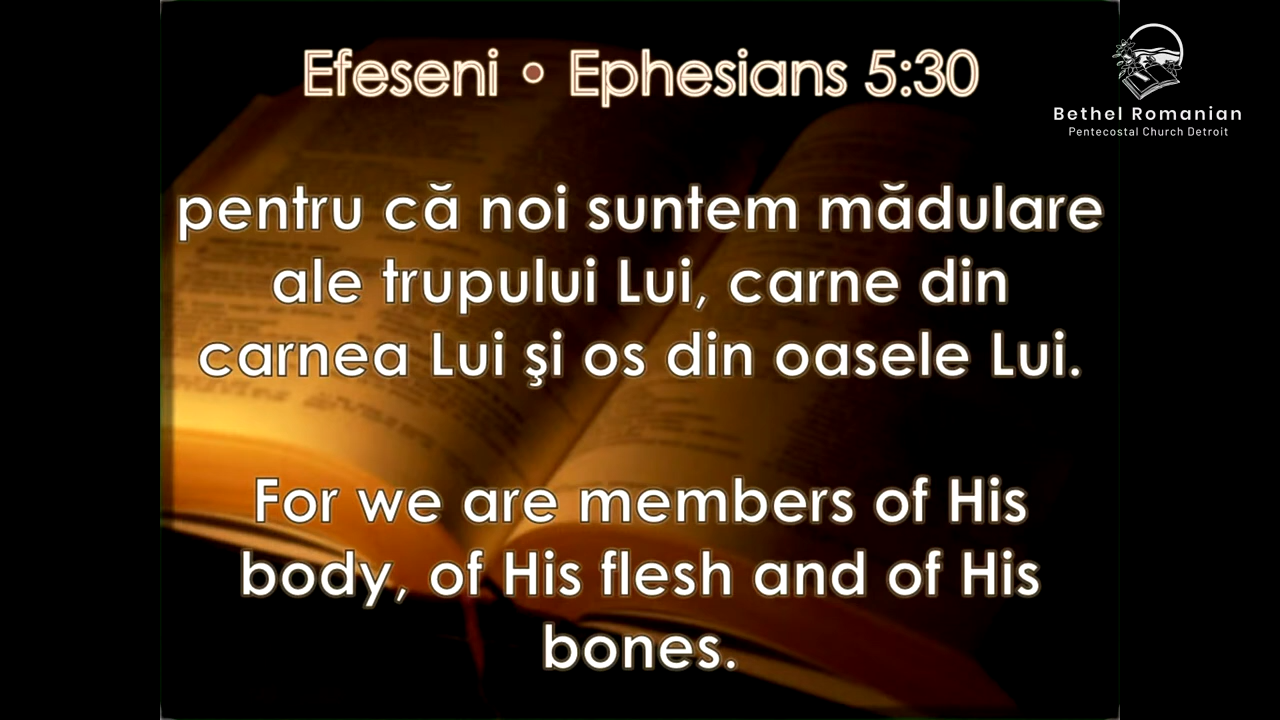 Efeseni • Ephesians 5:30
Bethel Romanian
Pentecostal Church Detroit
pentru că noi suntem mădulare
ale trupului Lui, carne din
carnea Lui şi os din oasele Lui.
For we are members of His
body, of His flesh and of His
bones.